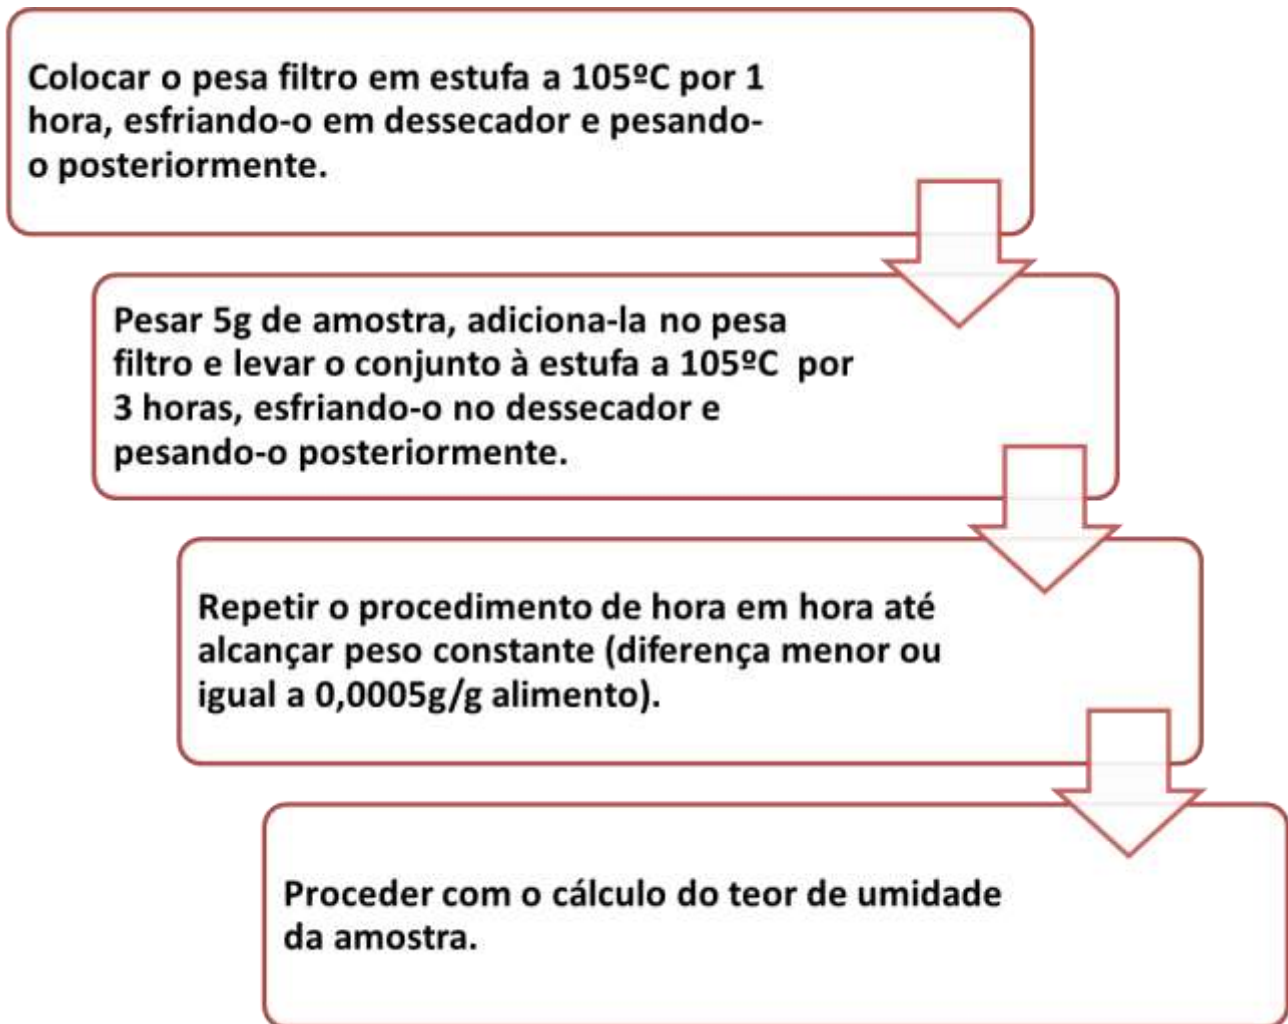 Colocar o pesa filtro em estufa a 105ºC por 1
hora, esfriando-o em dessecador e pesando-
o posteriormente.
Pesar 5g de amostra, adiciona-la no pesa
filtro e levar o conjunto à estufa a 105ºC  por
3 horas, esfriando-o no dessecador e
pesando-o posteriormente.
Repetir o procedimento de hora em hora até
alcançar peso constante (diferença menor ou
igual a 0,0005g/g alimento).
Proceder com o cálculo do teor de umidade
da amostra.